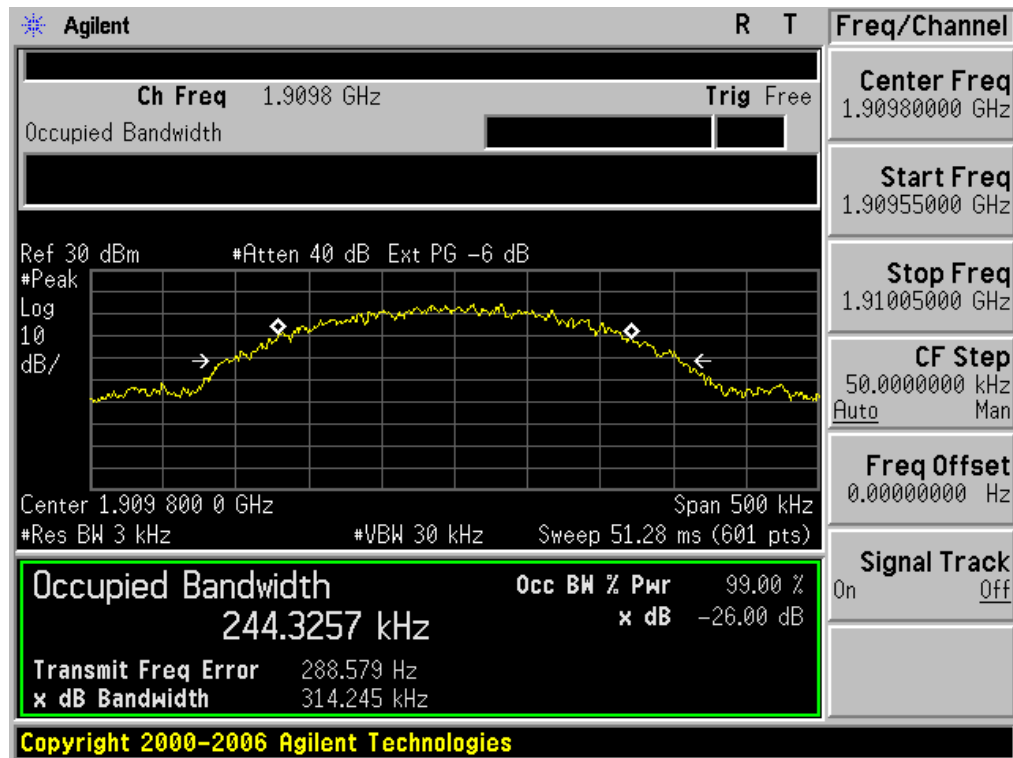 Agilent R T
Freq/Channel
Ch Freq 1.9098 GHz Trig Free
Occupied Bandwidth
Center Freq
1.90980000 GHz
Start Freq
1.90955000 GHz
Stop Freq
1.91005000 GHz
CF Step
50.0000000 kHz
Auto Man
Freq Offset
0.00000000 Hz
Signal Track
On Off
Ref 30 dBm #Atten 40 dB Ext PG -6 dB
#Peak
Log
10
dB/
Center 1.909 800 0 GHz Span 500 kHz
#Res BW 3 kHz #VBW 30 kHz Sweep 51.28 ms (601 pts)
Occupied Bandwidth
244.3257 kHz
Occ BW % Pwr 99.00 %
x dB -26.00 dB
Transmit Freq Error 288.579 Hz
x dB Bandwidth 314.245 kHz
Copyright 2000-2006 Agilent Technologies